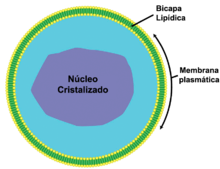 Bicapa
Lipídica
Núcleo
Cristalizado
Membrana
plasmática